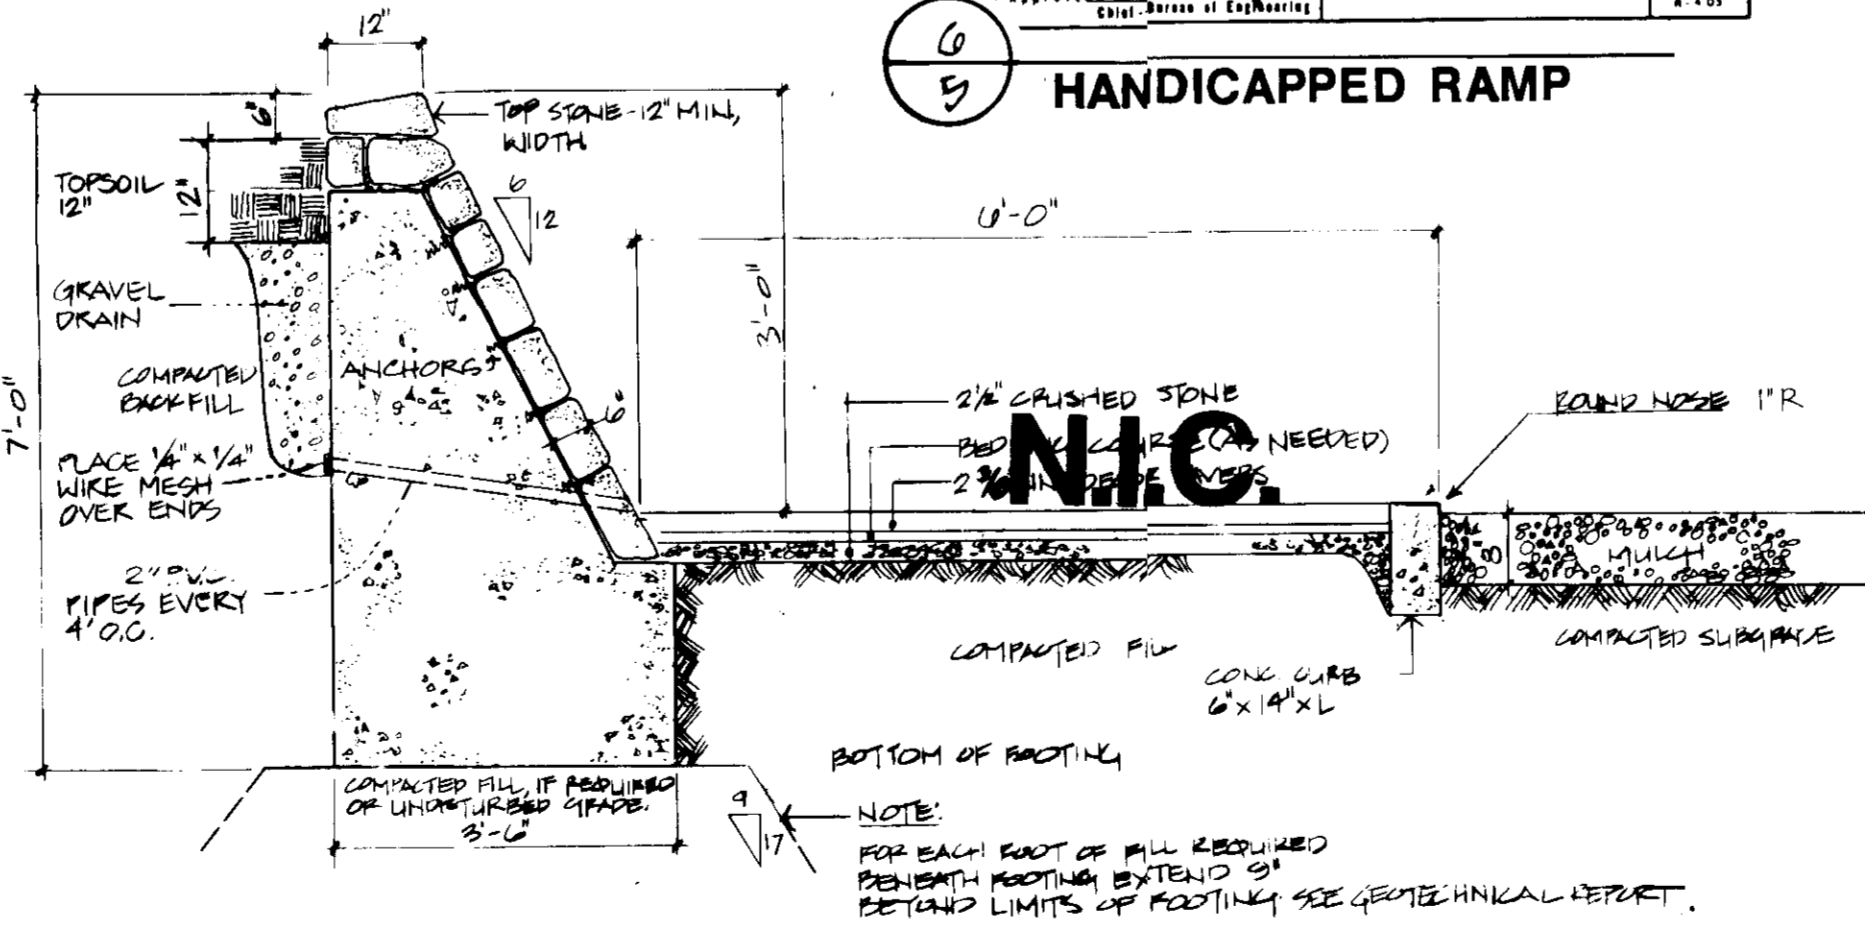 Chief - Bureau of Engineering
6
5
HANDICAPPED RAMP
12"
6"
TOP STONE - 12" MIN,
WIDTH
TOPSOIL
12"
12"
6
12
6'-0"
3'-0"
7'-0"
GRAVEL
DRAIN
ANCHORS
COMPACTED
BACKFILL
6"
PLACE 1/4" x 1/4"
WIRE MESH
OVER ENDS
2" PVC
PIPES EVERY
4' O.C.
2 1/2" CRUSHED STONE
COURSE (AS NEEDED)
N.I.C.
PAVERS
ROUND NOSE 1" R
MULCH
COMPACTED SUBGRADE
COMPACTED FILL
CONC. CURB
6" x 14" x L
BOTTOM OF FOOTING
COMPACTED FILL, IF REQUIRED
OR UNDISTURBED GRADE.
3'-6"
9
17
NOTE:
FOR EACH FOOT OF FILL REQUIRED
BENEATH FOOTING EXTEND 9"
BEYOND LIMITS OF FOOTING. SEE GEOTECHNICAL REPORT.